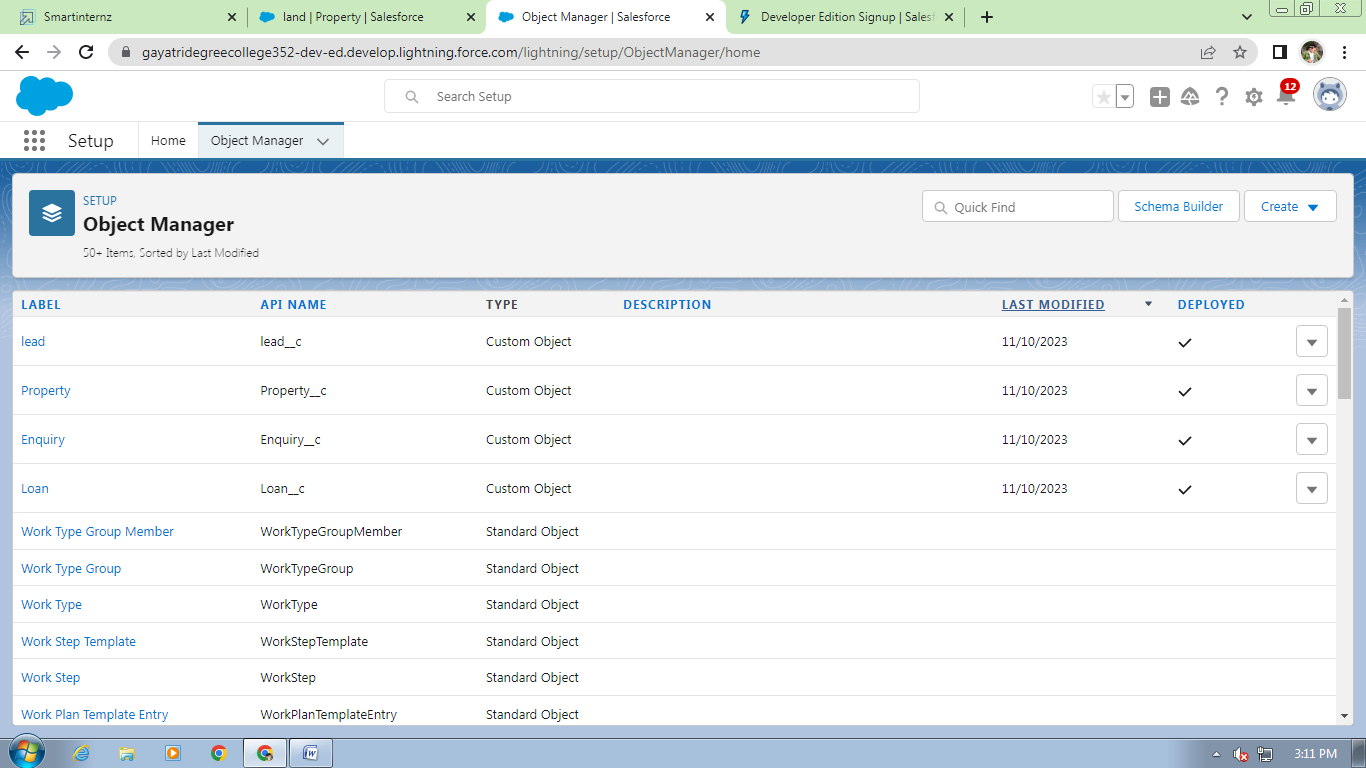 Smartinternz
land | Property | Salesforce
Object Manager | Salesforce
Developer Edition Signup | Salesf
gayatridegreecollege352-dev-ed.develop.lightning.force.com/lightning/setup/ObjectManager/home
Search Setup
12
Setup Home Object Manager
SETUP
Object Manager
50+ Items, Sorted by Last Modified
Quick Find Schema Builder Create
LABEL API NAME TYPE DESCRIPTION LAST MODIFIED DEPLOYED
lead lead__c Custom Object 11/10/2023
Property Property__c Custom Object 11/10/2023
Enquiry Enquiry__c Custom Object 11/10/2023
Loan Loan__c Custom Object 11/10/2023
Work Type Group Member WorkTypeGroupMember Standard Object
Work Type Group WorkTypeGroup Standard Object
Work Type WorkType Standard Object
Work Step Template WorkStepTemplate Standard Object
Work Step WorkStep Standard Object
Work Plan Template Entry WorkPlanTemplateEntry Standard Object
3:11 PM